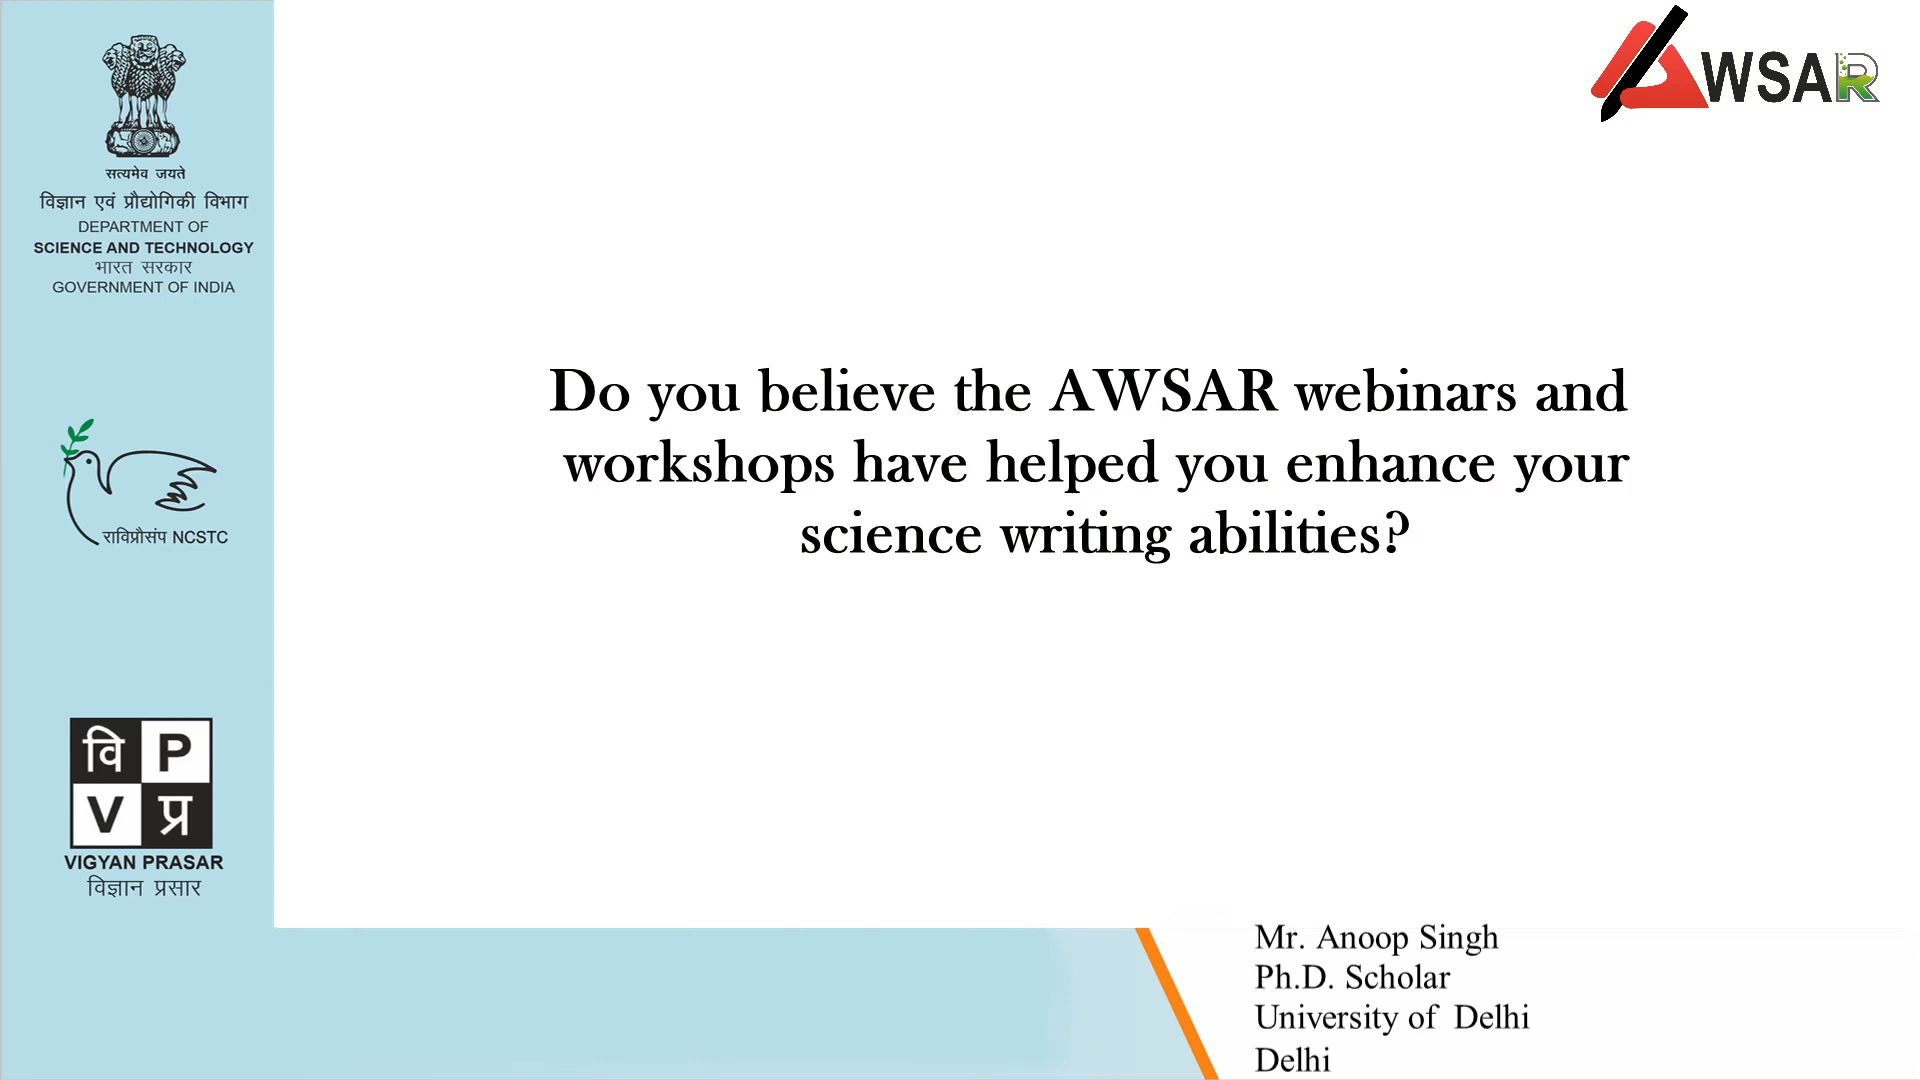 सत्यमेव जयते
विज्ञान एवं प्रौद्योगिकी विभाग
DEPARTMENT OF
SCIENCE AND TECHNOLOGY
भारत सरकार
GOVERNMENT OF INDIA
राविप्रौसंप NCSTC
वि P
V प्र
VIGYAN PRASAR
विज्ञान प्रसार
AWSAR
Do you believe the AWSAR webinars and
workshops have helped you enhance your
science writing abilities?
Mr. Anoop Singh
Ph.D. Scholar
University of Delhi
Delhi